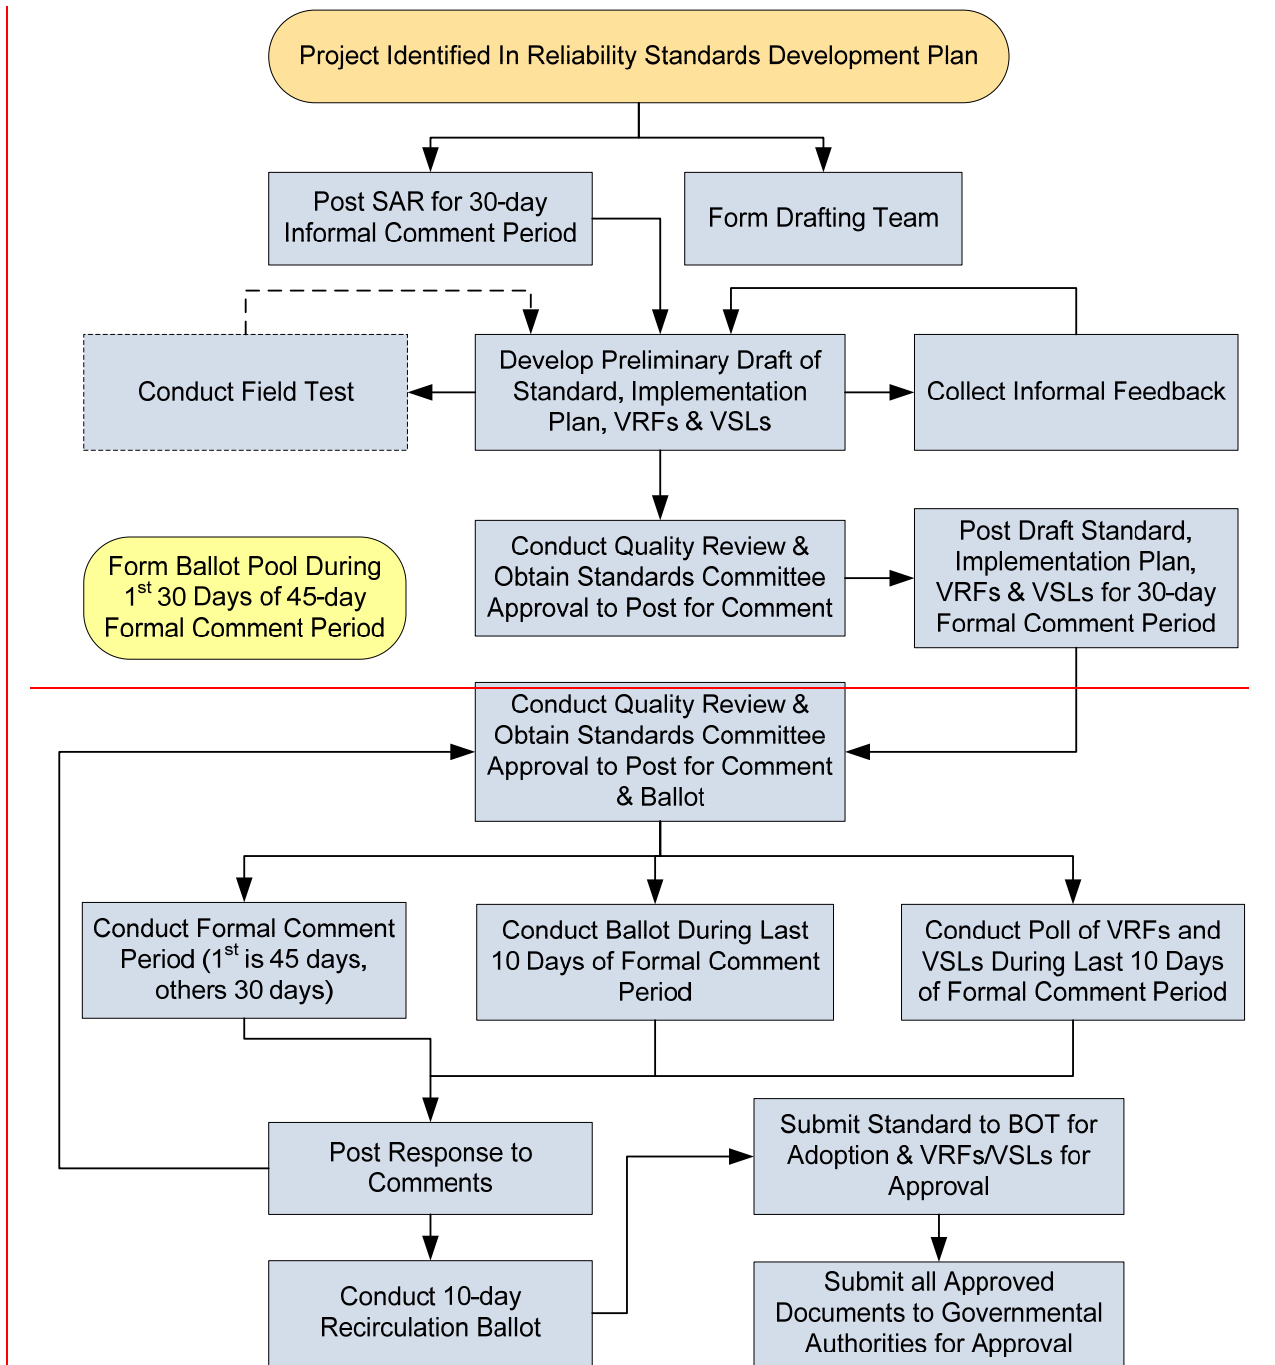 Project Identified In Reliability Standards Development Plan
Post SAR for 30-day
Informal Comment Period
Form Drafting Team
Conduct Field Test
Develop Preliminary Draft of
Standard, Implementation
Plan, VRFs & VSLs
Collect Informal Feedback
Form Ballot Pool During
1st 30 Days of 45-day
Formal Comment Period
Conduct Quality Review &
Obtain Standards Committee
Approval to Post for Comment
Post Draft Standard,
Implementation Plan,
VRFs & VSLs for 30-day
Formal Comment Period
Conduct Quality Review &
Obtain Standards Committee
Approval to Post for Comment
& Ballot
Conduct Formal Comment
Period (1st is 45 days,
others 30 days)
Conduct Ballot During Last
10 Days of Formal Comment
Period
Conduct Poll of VRFs and
VSLs During Last 10 Days
of Formal Comment Period
Post Response to
Comments
Submit Standard to BOT for
Adoption & VRFs/VSLs for
Approval
Conduct 10-day
Recirculation Ballot
Submit all Approved
Documents to Governmental
Authorities for Approval